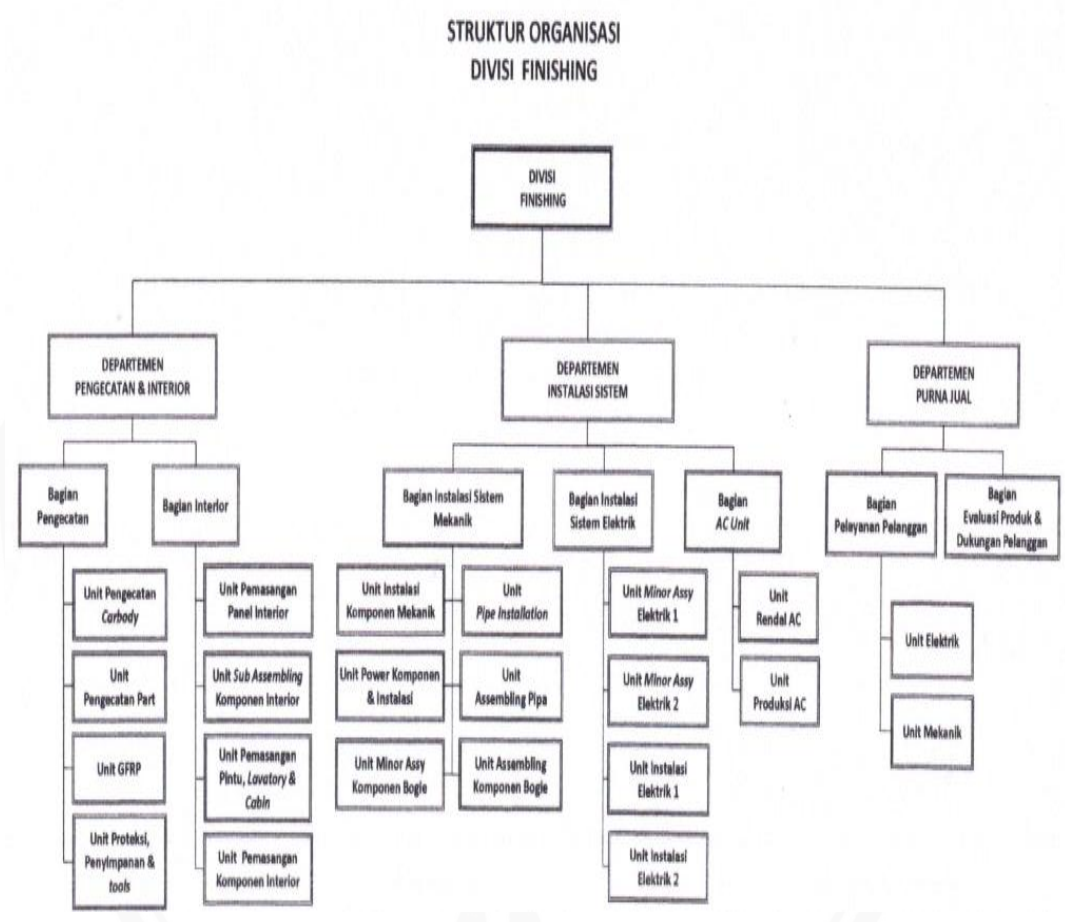 STRUKTUR ORGANISASI
DIVISI FINISHING
DIVISI
FINISHING
DEPARTEMEN
PENGECATAN & INTERIOR
DEPARTEMEN
INSTALASI SISTEM
DEPARTEMEN
PURNA JUAL
Bagian
Pengecatan
Bagian Interior
Bagian Instalasi Sistem
Mekanik
Bagian Instalasi
Sistem Elektrik
Bagian
AC Unit
Bagian
Pelayanan Pelanggan
Bagian
Evaluasi Produk &
Dukungan Pelanggan
Unit Pengecatan
Carbody
Unit
Pengecatan Part
Unit GFRP
Unit Proteksi,
Penyimpanan &
tools
Unit Pemasangan
Panel Interior
Unit Sub Assembling
Komponen Interior
Unit Pemasangan
Pintu, Lavatory &
Cabin
Unit Pemasangan
Komponen Interior
Unit Instalasi
Komponen Mekanik
Unit Power Komponen
& Instalasi
Unit Minor Assy
Komponen Bogie
Unit
Pipe Installation
Unit
Assembling Pipa
Unit Assembling
Komponen Bogie
Unit Minor Assy
Elektrik 1
Unit Minor Assy
Elektrik 2
Unit Instalasi
Elektrik 1
Unit Instalasi
Elektrik 2
Unit
Rendal AC
Unit
Produksi AC
Unit Elektrik
Unit Mekanik